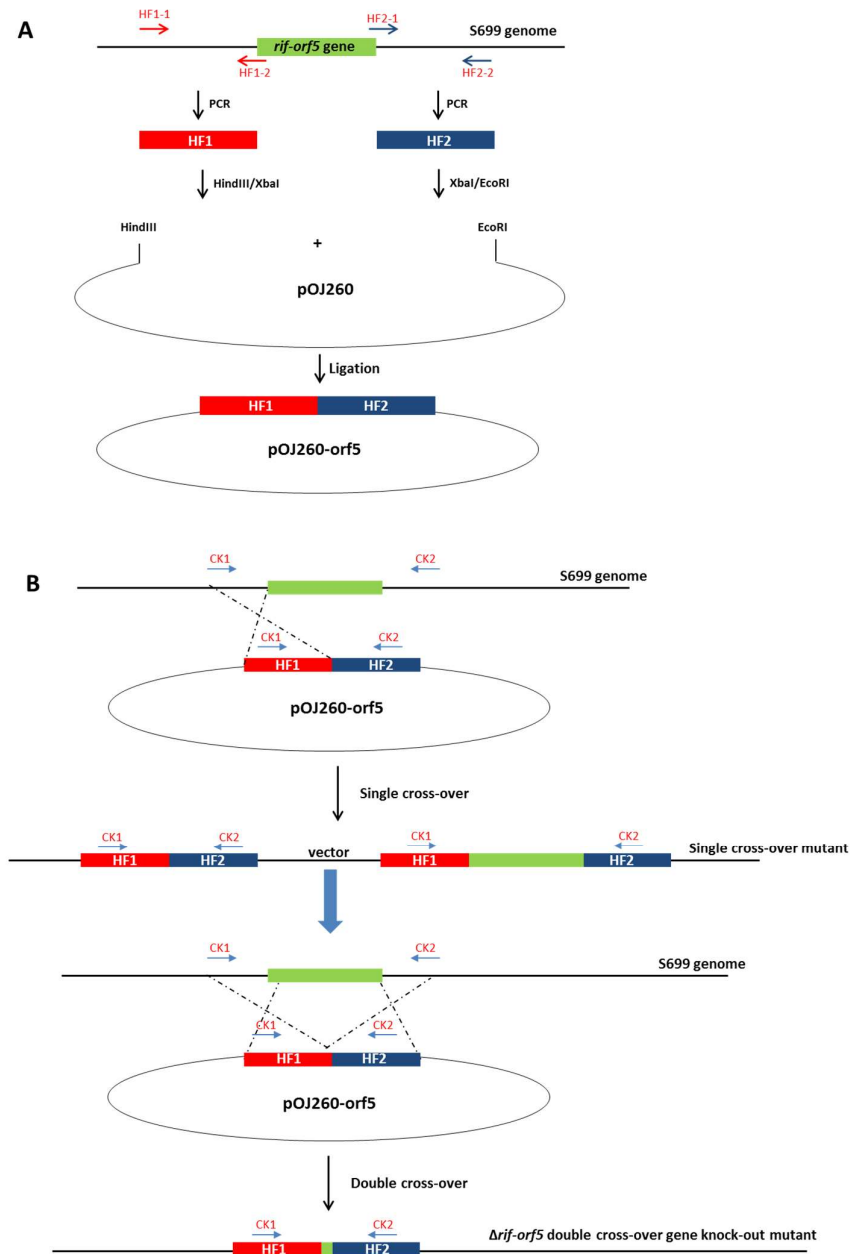 A
HF1-1
HF2-1
S699 genome
rif-orf5 gene
HF1-2
HF2-2
PCR
PCR
HF1
HF2
HindIII/XbaI
XbaI/EcoRI
HindIII
+
EcoRI
pOJ260
Ligation
HF1
HF2
pOJ260-orf5
B
CK1
CK2
S699 genome
CK1
CK2
HF1
HF2
pOJ260-orf5
Single cross-over
CK1
CK2
vector
CK1
CK2
Single cross-over mutant
HF1
HF2
HF1
HF2
CK1
CK2
S699 genome
CK1
CK2
HF1
HF2
pOJ260-orf5
Double cross-over
CK1
CK2
Δrif-orf5 double cross-over gene knock-out mutant
HF1
HF2